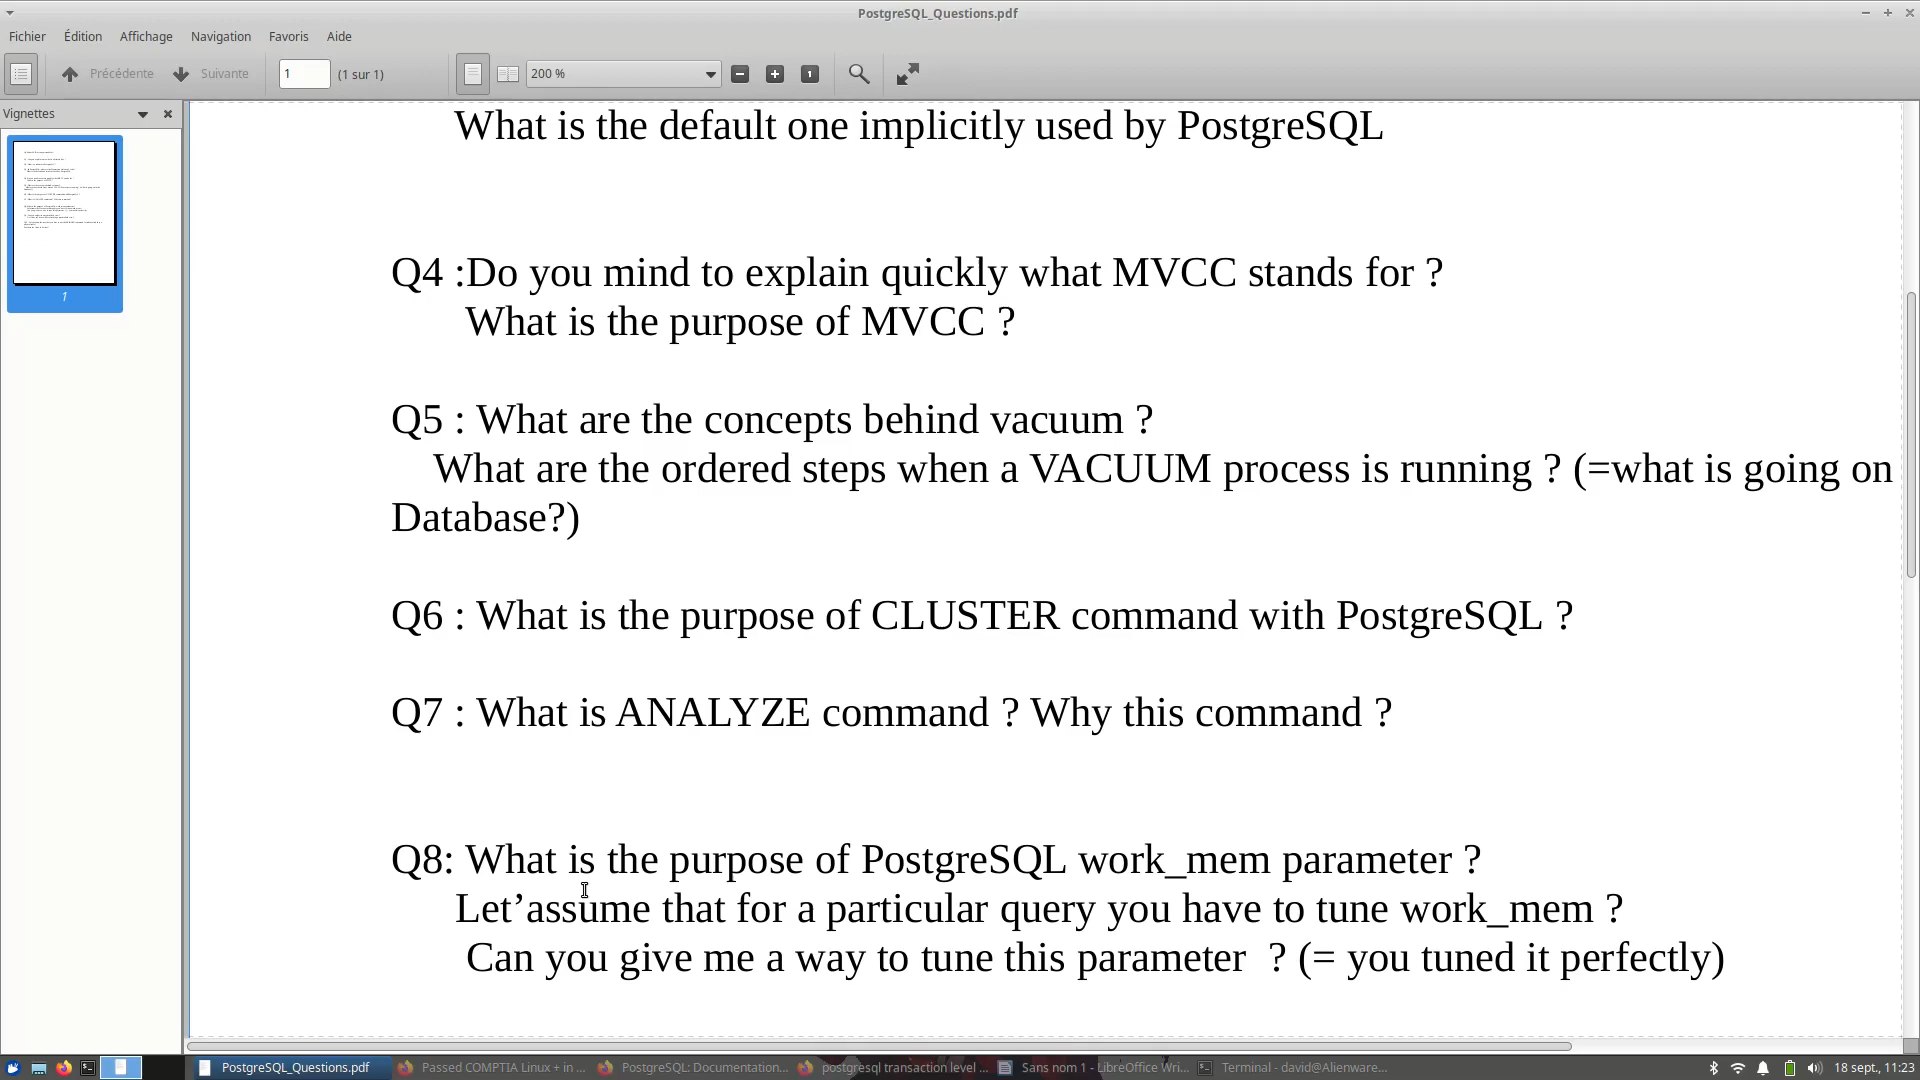 PostgreSQL_Questions.pdf
Fichier Édition Affichage Navigation Favoris Aide
Précédente Suivante 1 (1 sur 1) 200 %
Vignettes
1
What is the default one implicitly used by PostgreSQL
Q4 :Do you mind to explain quickly what MVCC stands for ?
What is the purpose of MVCC ?
Q5 : What are the concepts behind vacuum ?
What are the ordered steps when a VACUUM process is running ? (=what is going on
Database?)
Q6 : What is the purpose of CLUSTER command with PostgreSQL ?
Q7 : What is ANALYZE command ? Why this command ?
Q8: What is the purpose of PostgreSQL work_mem parameter ?
Let’assume that for a particular query you have to tune work_mem ?
Can you give me a way to tune this parameter ? (= you tuned it perfectly)
PostgreSQL_Questions.pdf Passed COMPTIA Linux + in ... PostgreSQL: Documentation... postgresql transaction level ... Sans nom 1 - LibreOffice Wri... Terminal - david@Alienware... 18 sept., 11:23